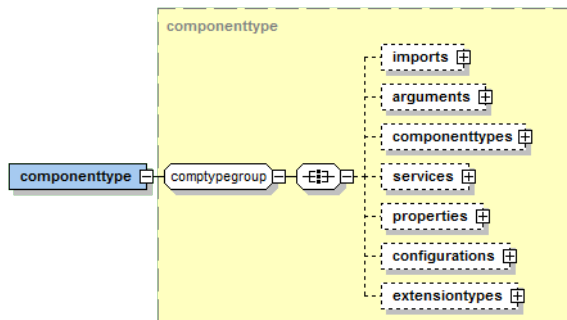 componenttype
imports
arguments
componenttypes
componenttype
comptypegroup
services
properties
configurations
extensiontypes